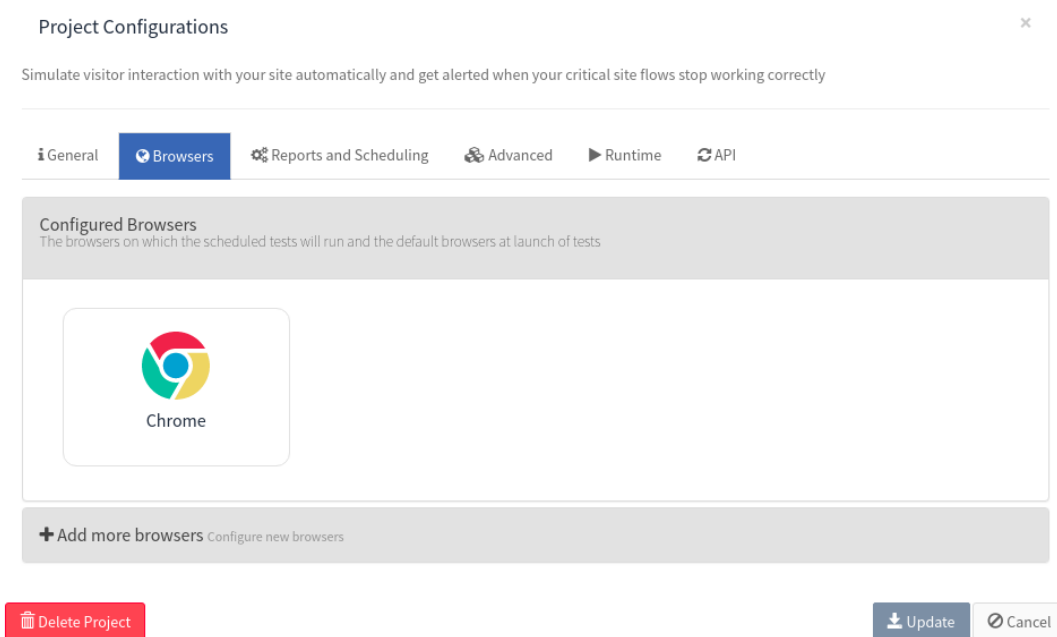 Project Configurations
×
Simulate visitor interaction with your site automatically and get alerted when your critical site flows stop working correctly
General Browsers Reports and Scheduling Advanced Runtime API
Configured Browsers
The browsers on which the scheduled tests will run and the default browsers at launch of tests
Chrome
Add more browsers Configure new browsers
Delete Project Update Cancel